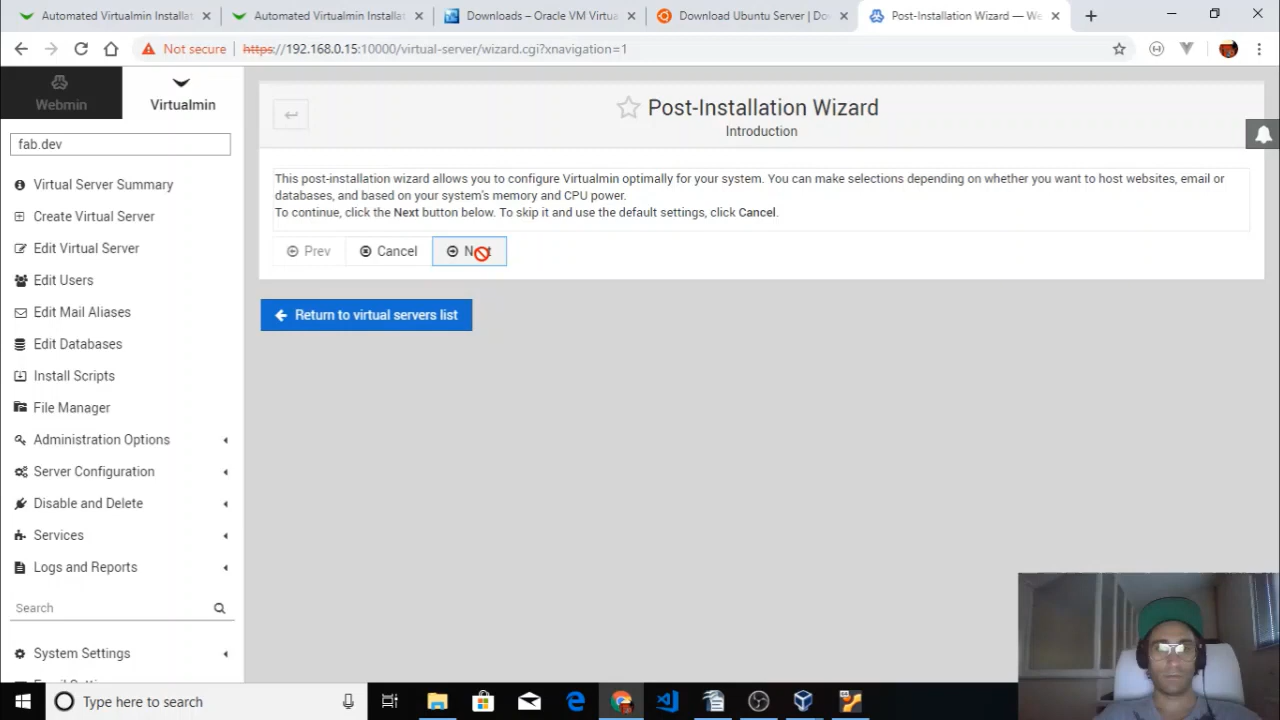 Automated Virtualmin Installat
Automated Virtualmin Installat
Downloads – Oracle VM Virtua
Download Ubuntu Server | Do
Post-Installation Wizard — We
Not secure
https://192.168.0.15:10000/virtual-server/wizard.cgi?xnavigation=1
Webmin
Virtualmin
fab.dev
Virtual Server Summary
Create Virtual Server
Edit Virtual Server
Edit Users
Edit Mail Aliases
Edit Databases
Install Scripts
File Manager
Administration Options
Server Configuration
Disable and Delete
Services
Logs and Reports
Search
System Settings
Post-Installation Wizard
Introduction
This post-installation wizard allows you to configure Virtualmin optimally for your system. You can make selections depending on whether you want to host websites, email or
databases, and based on your system's memory and CPU power.
To continue, click the Next button below. To skip it and use the default settings, click Cancel.
Prev
Cancel
Return to virtual servers list
Type here to search